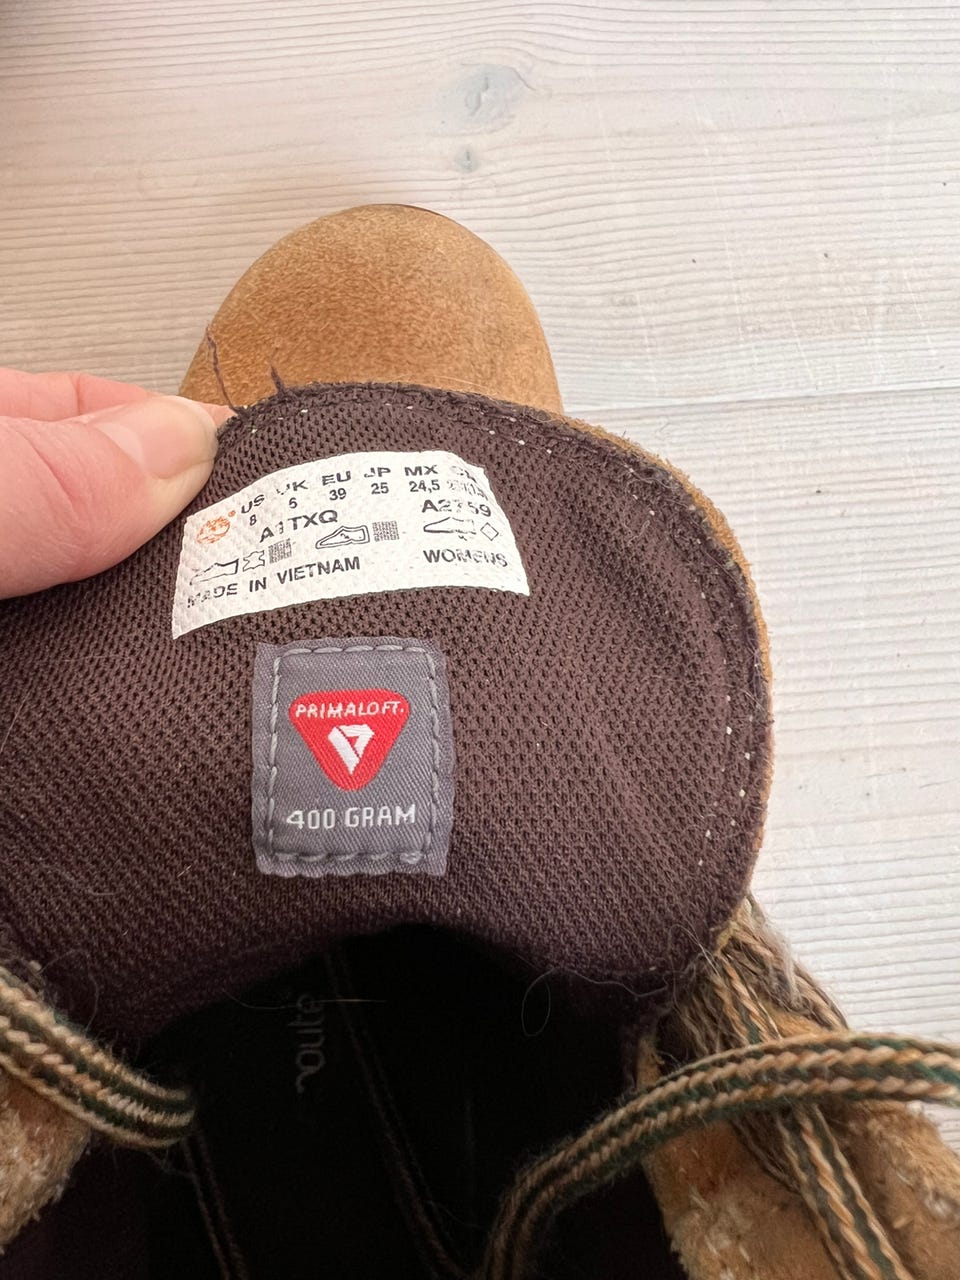 US UK EU JP MX
8 6 39 25 24,5
A1TXQ A2759
MADE IN VIETNAM WOMENS
PRIMALOFT.
400 GRAM